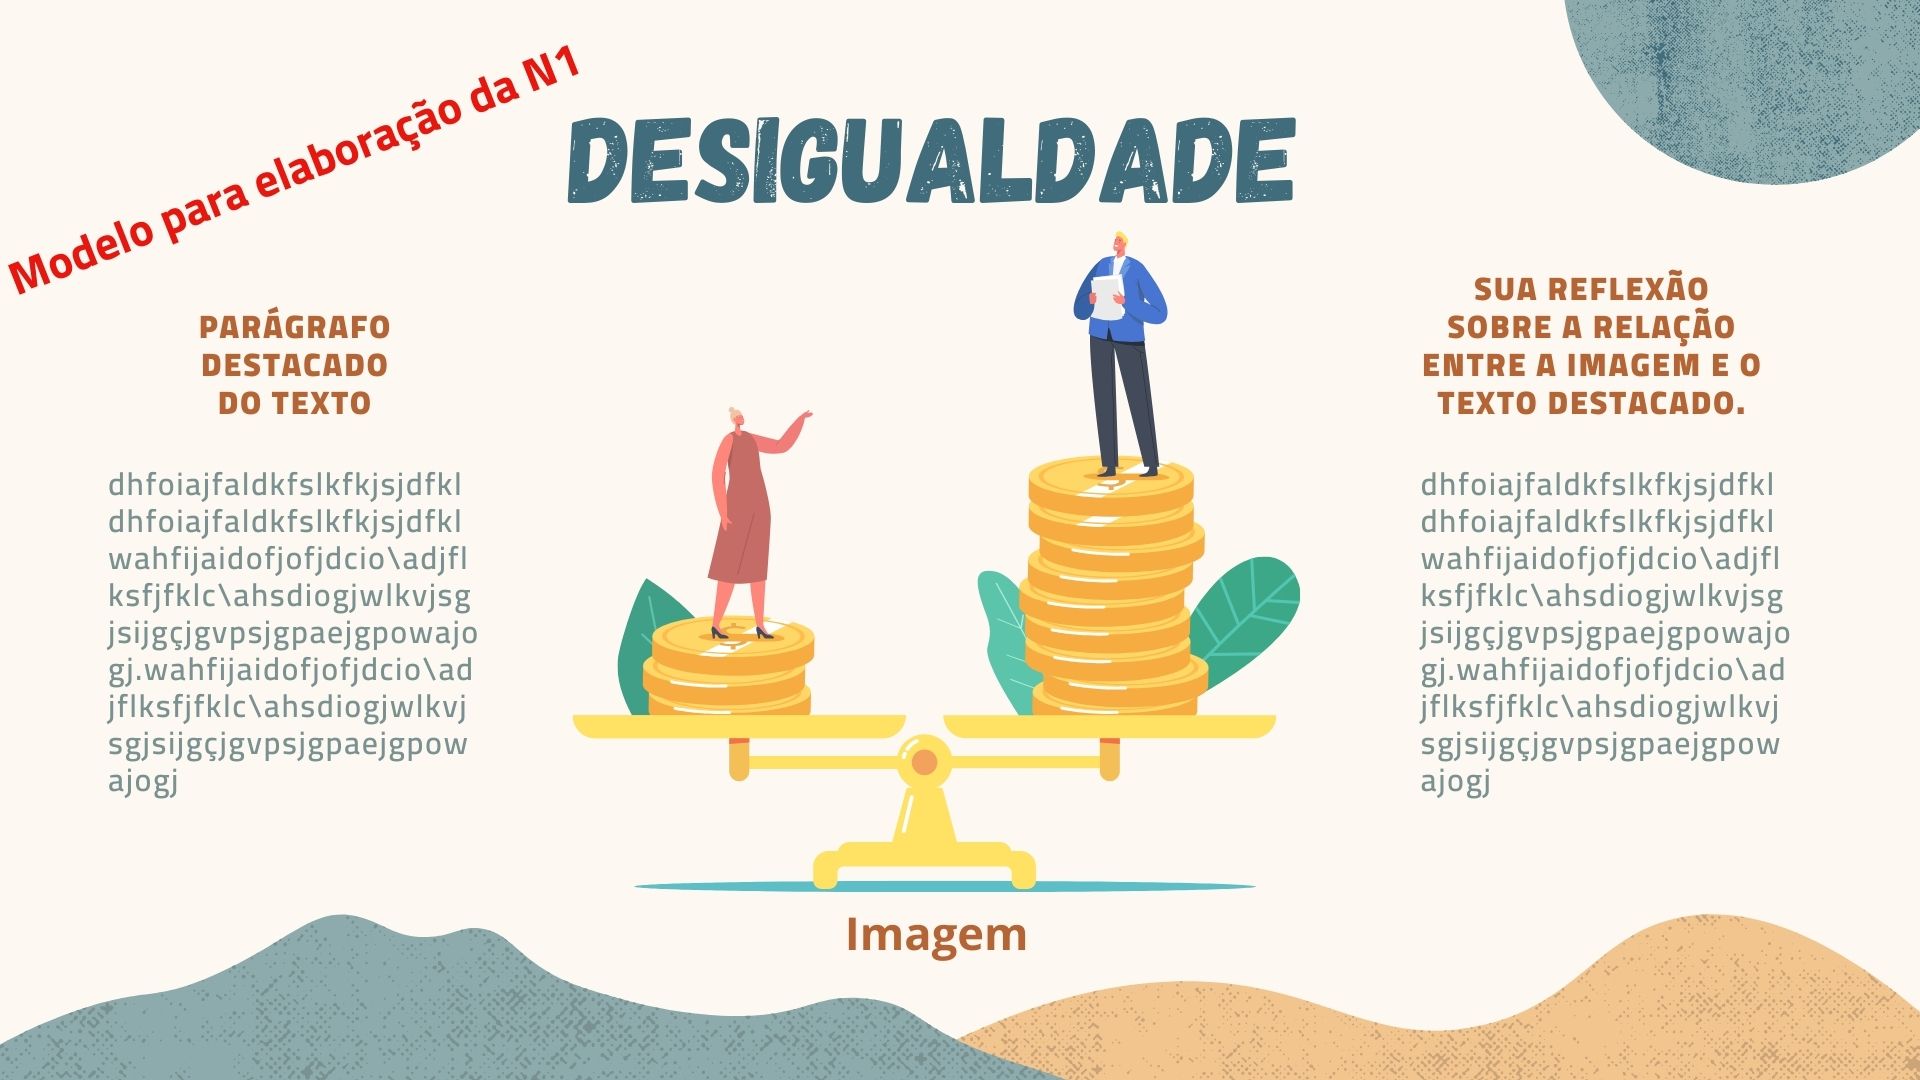 Modelo para elaboração da N1
DESIGUALDADE
PARÁGRAFO
DESTACADO
DO TEXTO
dhfoiajfaldkfslkfkjsjdfkl
dhfoiajfaldkfslkfkjsjdfkl
wahfijaidofjofjdcio\adjfl
ksfjfklc\ahsdiogjwlkvjsg
jsijgçjgvpsjgpaejgpowajo
gj.wahfijaidofjofjdcio\ad
jflksfjfklc\ahsdiogjwlkvj
sgjsijgçjgvpsjgpaejgpow
ajogj
Imagem
SUA REFLEXÃO
SOBRE A RELAÇÃO
ENTRE A IMAGEM E O
TEXTO DESTACADO.
dhfoiajfaldkfslkfkjsjdfkl
dhfoiajfaldkfslkfkjsjdfkl
wahfijaidofjofjdcio\adjfl
ksfjfklc\ahsdiogjwlkvjsg
jsijgçjgvpsjgpaejgpowajo
gj.wahfijaidofjofjdcio\ad
jflksfjfklc\ahsdiogjwlkvj
sgjsijgçjgvpsjgpaejgpow
ajogj